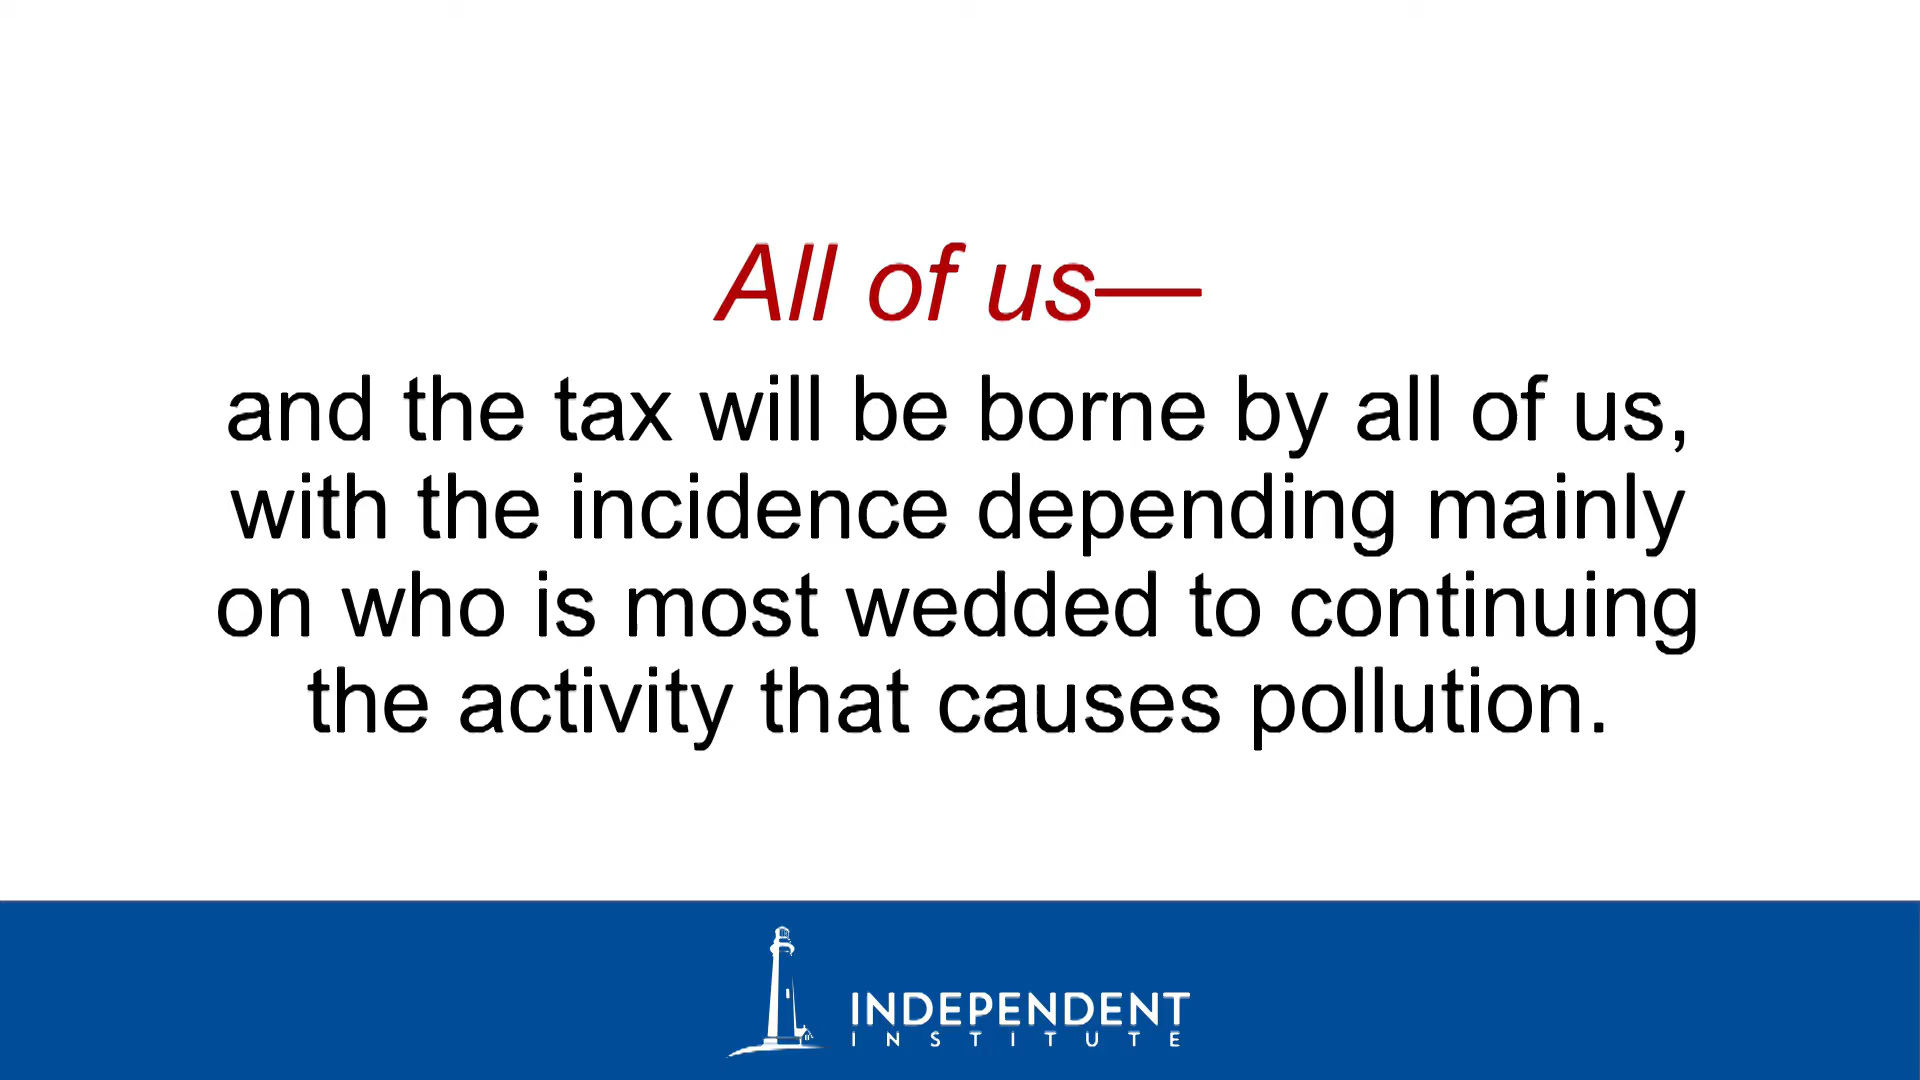 All of us—
and the tax will be borne by all of us,
with the incidence depending mainly
on who is most wedded to continuing
the activity that causes pollution.
INDEPENDENT
INSTITUTE